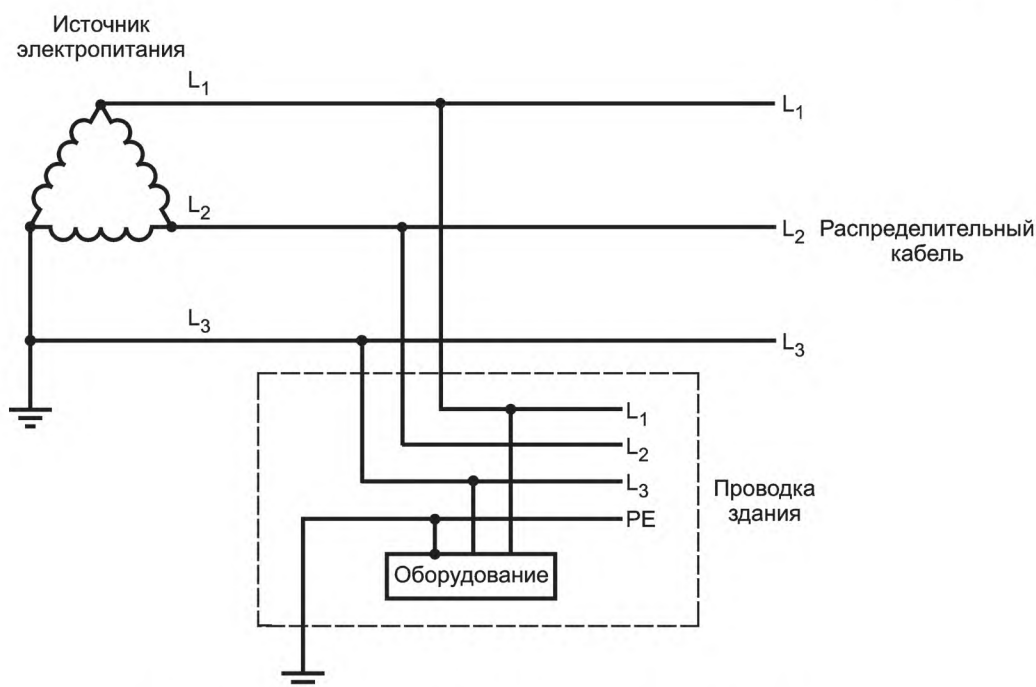 Источник
электропитания
L1
L1
L2
L2
Распределительный
кабель
L3
L3
L1
L2
L3
PE
Проводка
здания
Оборудование